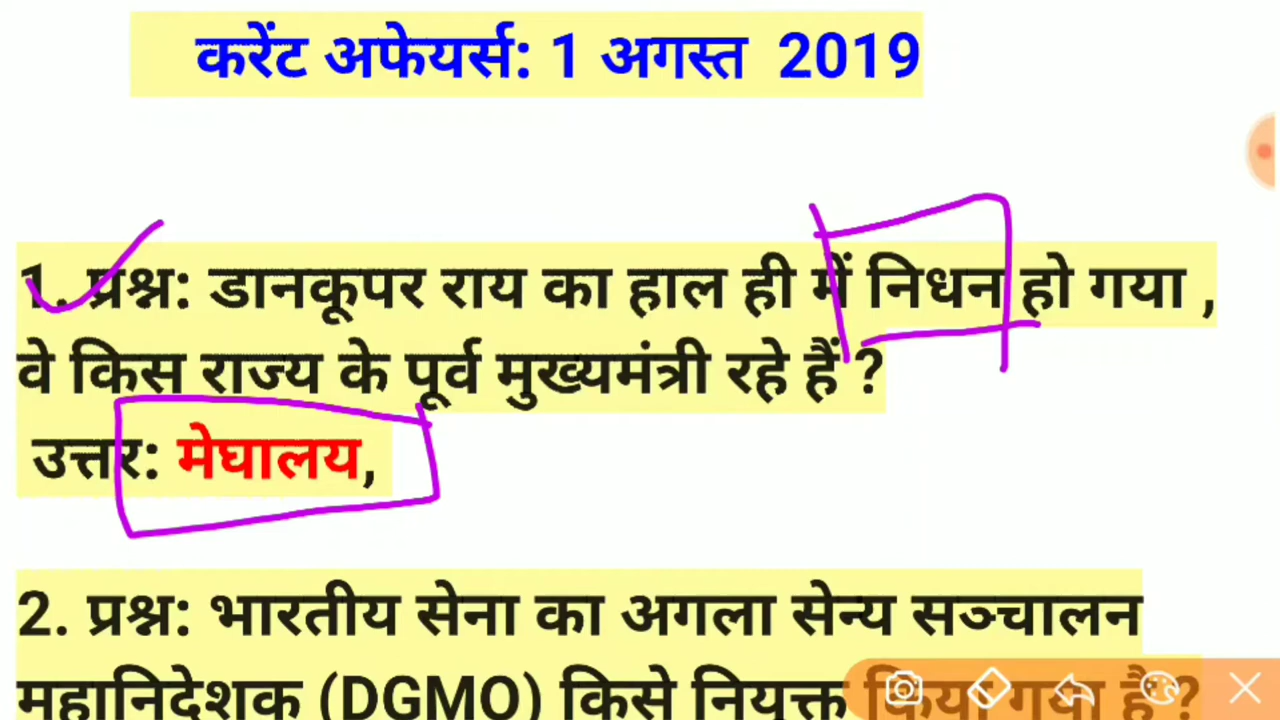 करेंट अफेयर्स: 1 अगस्त 2019
1. प्रश्न: डानकूपर राय का हाल ही में निधन हो गया ,
वे किस राज्य के पूर्व मुख्यमंत्री रहे हैं ?
उत्तर: मेघालय,
2. प्रश्न: भारतीय सेना का अगला सेन्य सञ्चालन
महानिदेशक (DGMO) किसे नियुक्त किया गया है ?